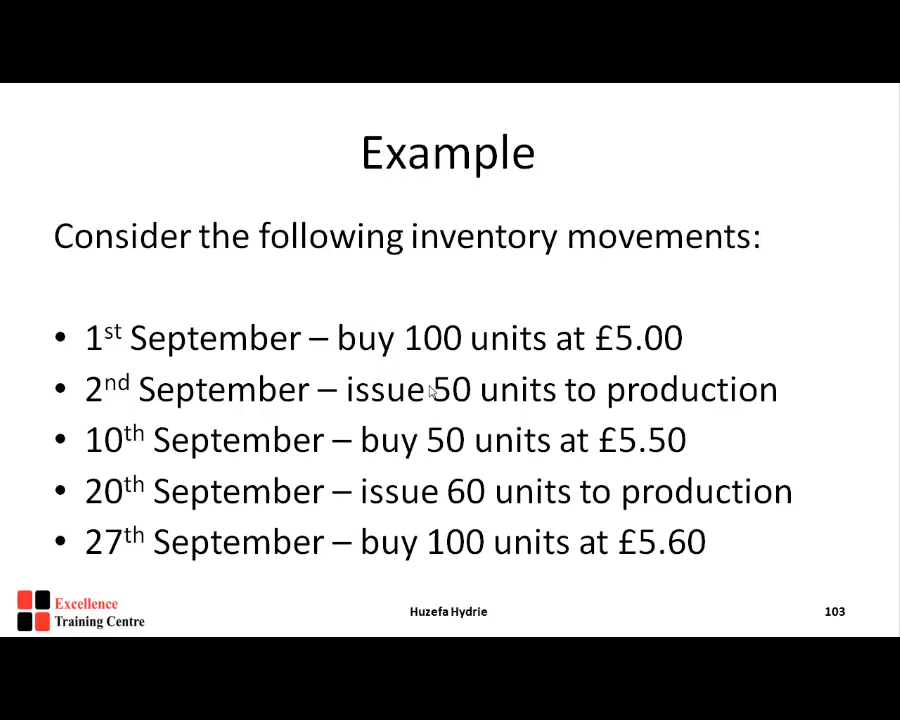 Example
Consider the following inventory movements:
• 1st September – buy 100 units at £5.00
• 2nd September – issue 50 units to production
• 10th September – buy 50 units at £5.50
• 20th September – issue 60 units to production
• 27th September – buy 100 units at £5.60
Excellence
Training Centre
Huzefa Hydrie
103